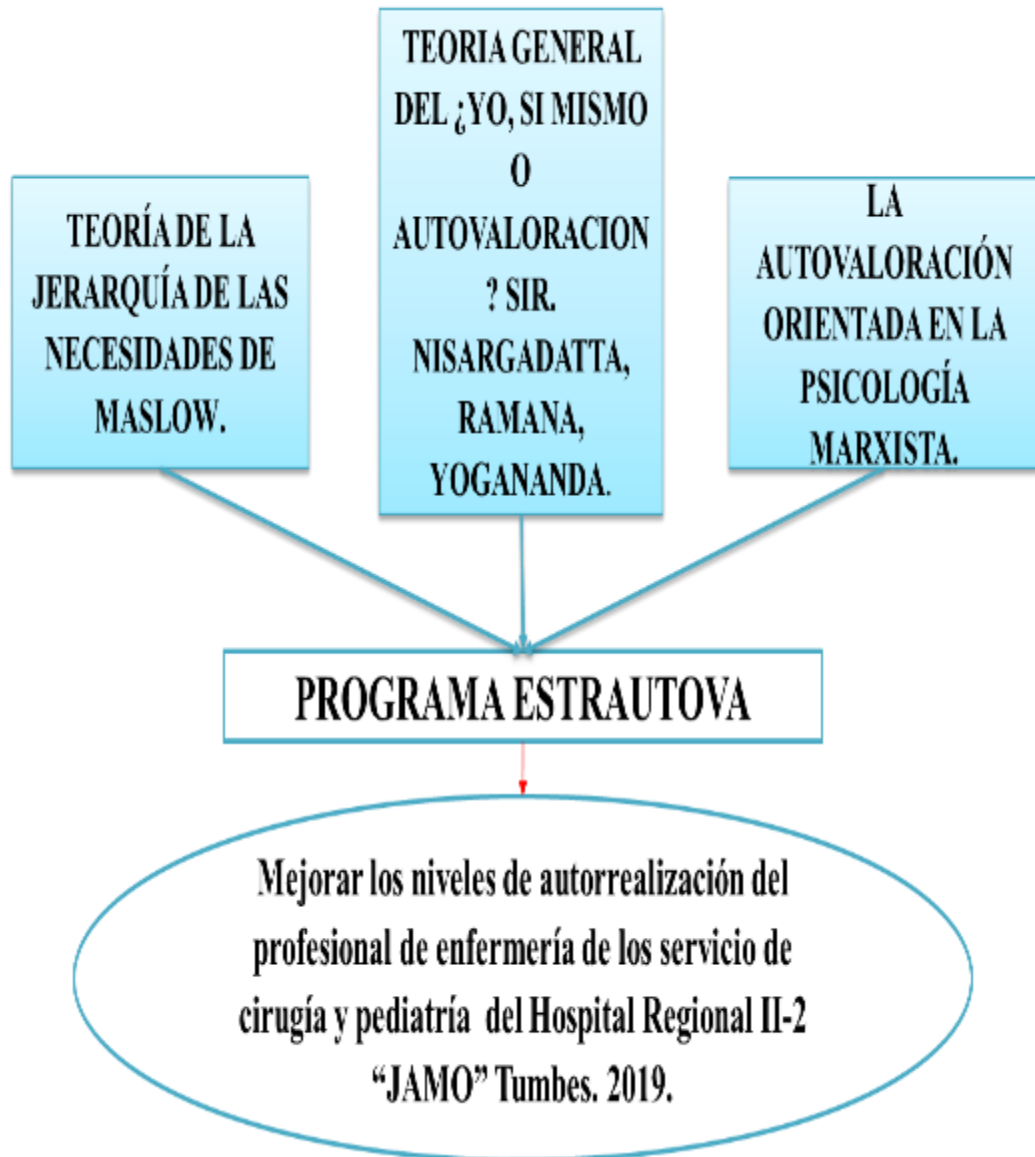 TEORÍA DE LA
JERARQUÍA DE LAS
NECESIDADES DE
MASLOW.
TEORIA GENERAL
DEL ¿YO, SI MISMO
O
AUTOVALORACION
? SIR.
NISARGADATTA,
RAMANA,
YOGANANDA.
LA
AUTOVALORACIÓN
ORIENTADA EN LA
PSICOLOGÍA
MARXISTA.
PROGRAMA ESTRAUTOVA
Mejorar los niveles de autorrealización del
profesional de enfermería de los servicio de
cirugía y pediatría del Hospital Regional II-2
“JAMO” Tumbes. 2019.